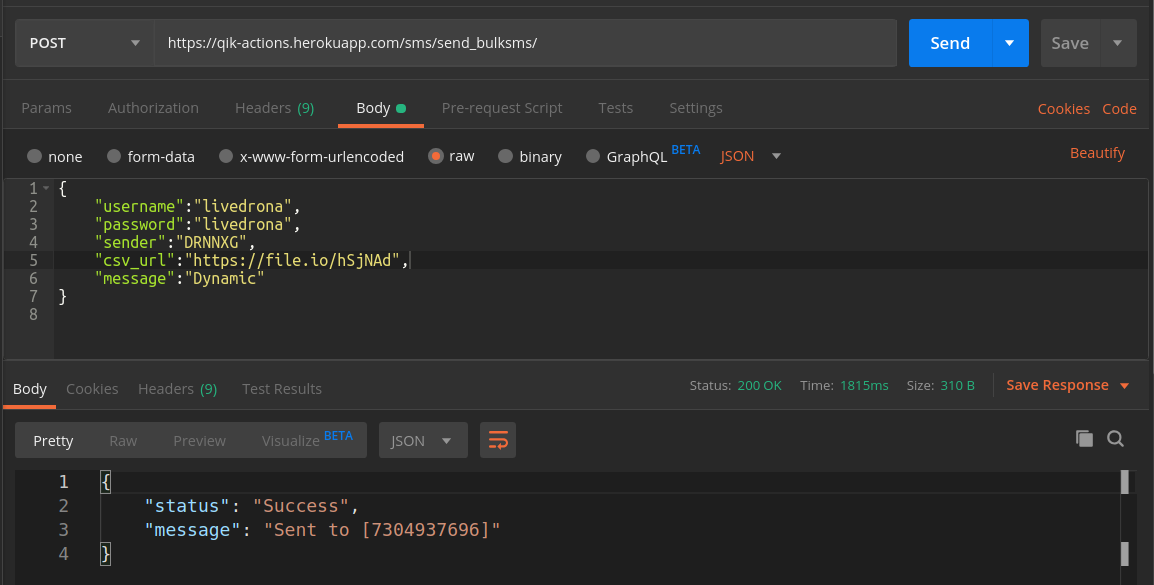 POST https://qik-actions.herokuapp.com/sms/send_bulksms/ Send Save
Params Authorization Headers (9) Body Pre-request Script Tests Settings Cookies Code
none form-data x-www-form-urlencoded raw binary GraphQL BETA JSON Beautify
1 {
2 "username":"livedrona",
3 "password":"livedrona",
4 "sender":"DRNNXG",
5 "csv_url":"https://file.io/hSjNAd",
6 "message":"Dynamic"
7 }
8
Body Cookies Headers (9) Test Results Status: 200 OK Time: 1815ms Size: 310 B Save Response
Pretty Raw Preview Visualize BETA JSON
1 {
2 "status": "Success",
3 "message": "Sent to [7304937696]"
4 }